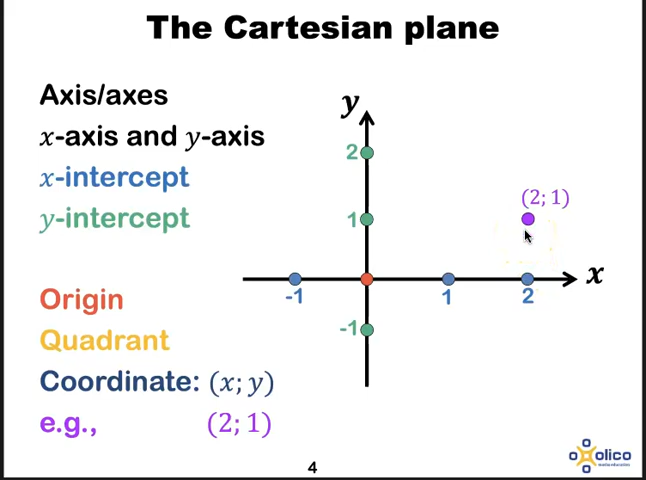 The Cartesian plane
Axis/axes
x-axis and y-axis
x-intercept
y-intercept
Origin
Quadrant
Coordinate: (x; y)
e.g., (2; 1)
y
2
1
-1
(2; 1)
x
-1
1
2
4
olico